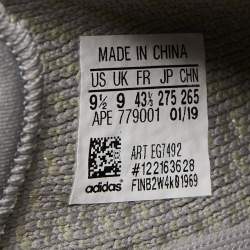 MADE IN CHINA
US UK FR JP CHN
9½ 9 43⅓ 275 265
APE 779001 01/19
ART EG7492
#122163628
FINB2W4K01969
adidas